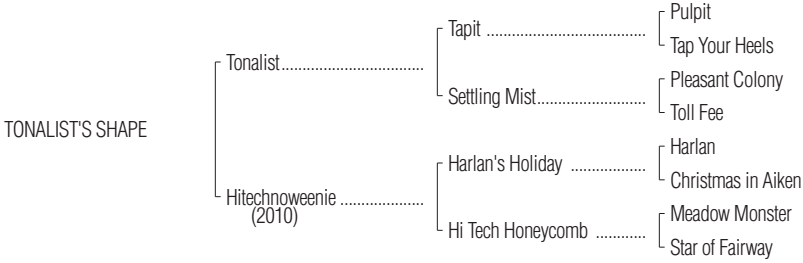 Pulpit
Tapit ......................................
Tap Your Heels
Tonalist..................................
Pleasant Colony
Settling Mist..........................
Toll Fee
TONALIST'S SHAPE
Harlan
Harlan's Holiday ..................
Christmas in Aiken
Hitechnoweenie ....................
(2010)
Meadow Monster
Hi Tech Honeycomb ............
Star of Fairway